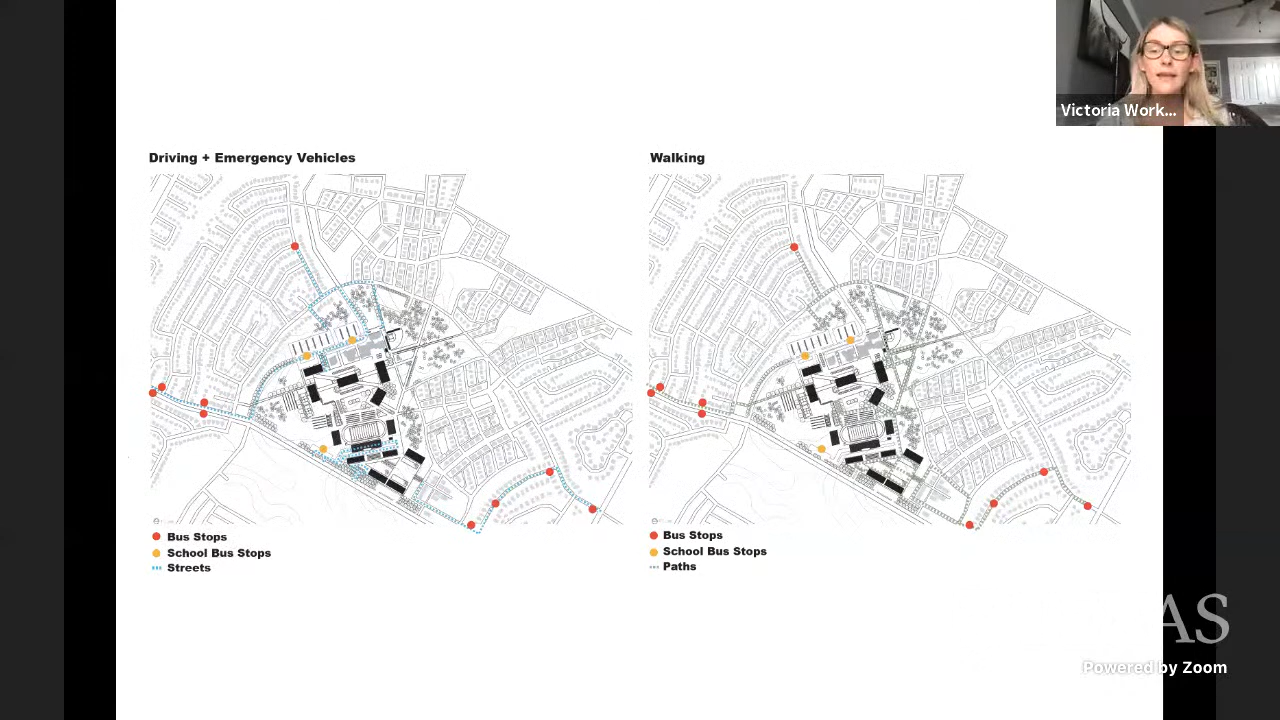 Victoria Work...
Driving + Emergency Vehicles
Walking
Bus Stops
School Bus Stops
Streets
Bus Stops
School Bus Stops
Paths
AS
Powered by Zoom